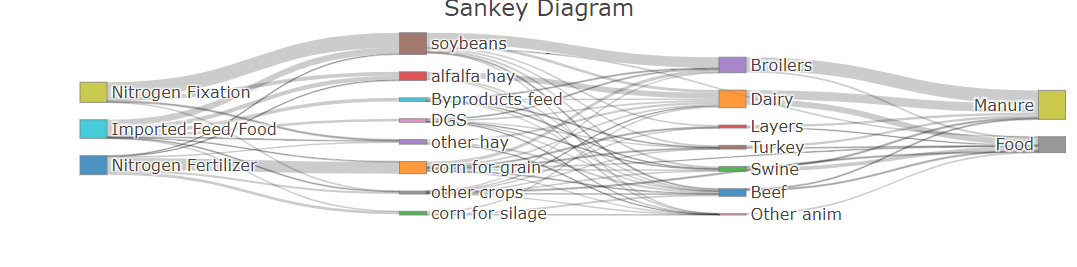 Sankey Diagram
Nitrogen Fixation
Imported Feed/Food
Nitrogen Fertilizer
soybeans
alfalfa hay
Byproducts feed
DGS
other hay
corn for grain
other crops
corn for silage
Broilers
Dairy
Layers
Turkey
Swine
Beef
Other anim
Manure
Food